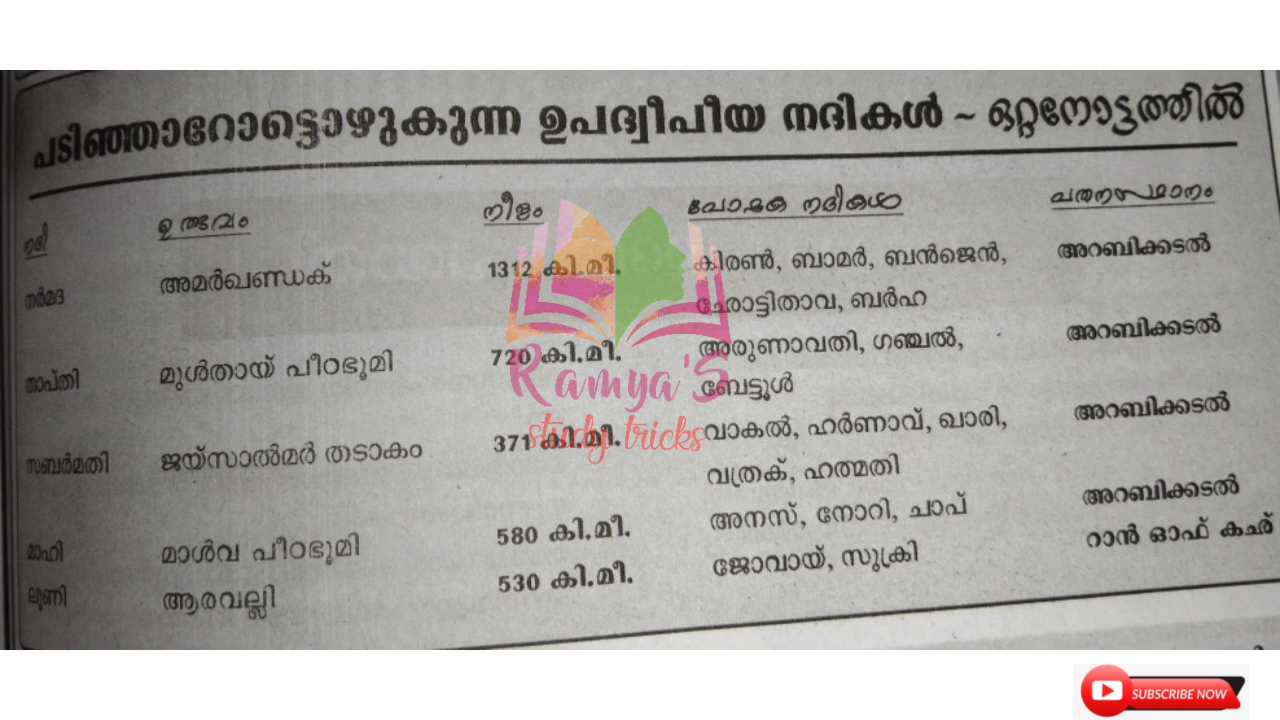 പടിഞ്ഞാറോട്ടൊഴുകുന്ന ഉപദ്വീപീയ നദികൾ ~ ഒറ്റനോട്ടത്തിൽ
നദി ഉത്ഭവം നീളം പോഷക നദികൾ പതനസ്ഥാനം
നർമദ അമർഖണ്ഡക് 1312 കി.മീ. കിരൺ, ബാമർ, ബൻജെൻ, അറബിക്കടൽ
ഛോട്ടിതാവ, ബർഹ
താപ്തി മുൾതായ് പീഠഭൂമി 720 കി.മീ. അരുണാവതി, ഗഞ്ചൽ, അറബിക്കടൽ
ബേട്ടൂൾ
സബർമതി ജയ്സാൽമർ തടാകം 371 കി.മീ. വാകൽ, ഹർണാവ്, ഖാരി, അറബിക്കടൽ
വത്രക്, ഹത്മതി
മാഹി മാൾവ പീഠഭൂമി 580 കി.മീ. അനസ്, നോറി, ചാപ് അറബിക്കടൽ
ലുണി ആരവല്ലി 530 കി.മീ. ജോവായ്, സുക്രി റാൻ ഓഫ് കച്ഛ്
Ramya'S
study tricks
SUBSCRIBE NOW